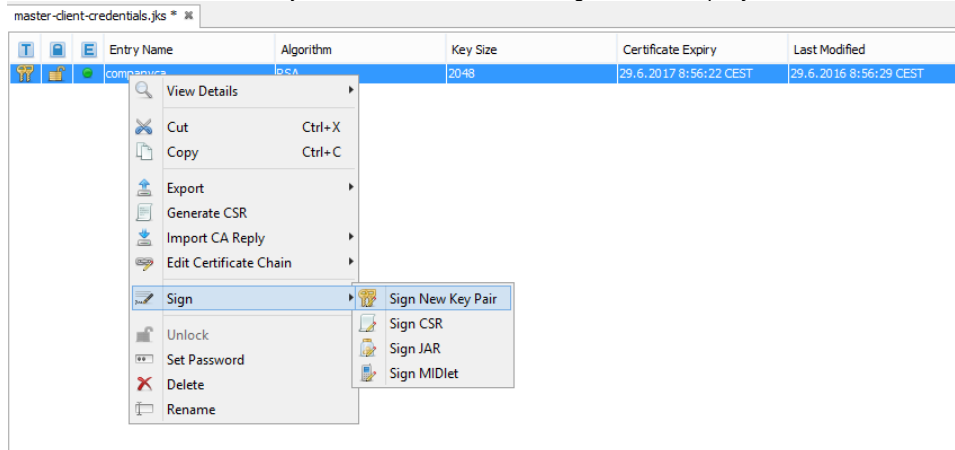 master-client-credentials.jks *
T E Entry Name Algorithm Key Size Certificate Expiry Last Modified
companyca RSA 2048 29.6.2017 8:56:22 CEST 29.6.2016 8:56:29 CEST
View Details
Cut Ctrl+X
Copy Ctrl+C
Export
Generate CSR
Import CA Reply
Edit Certificate Chain
Sign
Sign New Key Pair
Sign CSR
Sign JAR
Sign MIDlet
Unlock
Set Password
Delete
Rename